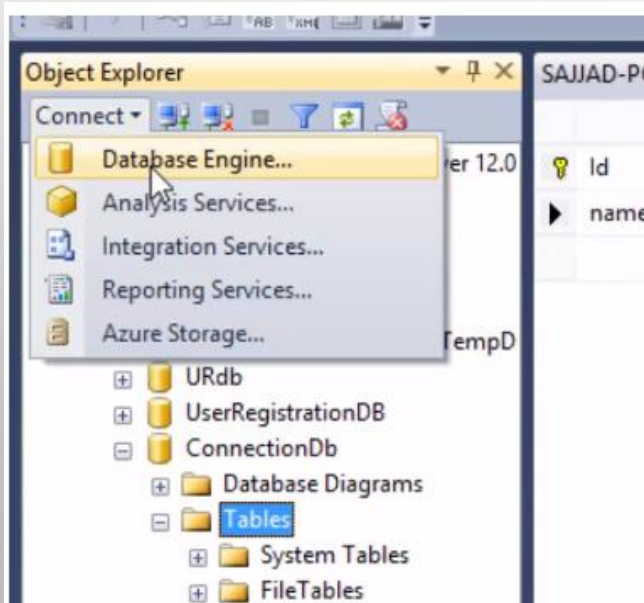 Object Explorer
SAJJAD-P
Connect
Database Engine...
er 12.0
Id
Analysis Services...
name
Integration Services...
Reporting Services...
Azure Storage...
TempD
URdb
UserRegistrationDB
ConnectionDb
Database Diagrams
Tables
System Tables
FileTables